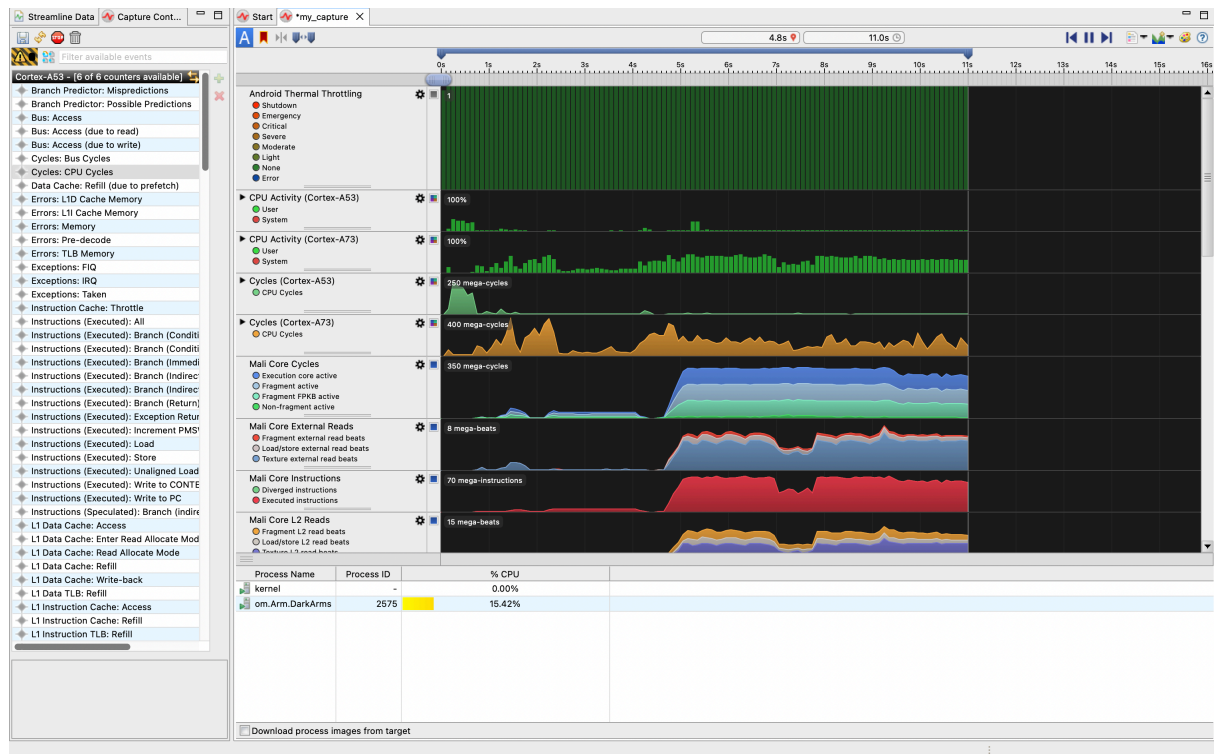 Streamline Data
Capture Cont...
Start
*my_capture
STOP
A
4.8s
11.0s
Filter available events
Cortex-A53 - [6 of 6 counters available]
Branch Predictor: Mispredictions
Branch Predictor: Possible Predictions
Bus: Access
Bus: Access (due to read)
Bus: Access (due to write)
Cycles: Bus Cycles
Cycles: CPU Cycles
Data Cache: Refill (due to prefetch)
Errors: L1D Cache Memory
Errors: L1I Cache Memory
Errors: Memory
Errors: Pre-decode
Errors: TLB Memory
Exceptions: FIQ
Exceptions: IRQ
Exceptions: Taken
Instruction Cache: Throttle
Instructions (Executed): All
Instructions (Executed): Branch (Conditi
Instructions (Executed): Branch (Conditi
Instructions (Executed): Branch (Immedi
Instructions (Executed): Branch (Indirec
Instructions (Executed): Branch (Indirec
Instructions (Executed): Branch (Return)
Instructions (Executed): Exception Retur
Instructions (Executed): Increment PMS
Instructions (Executed): Load
Instructions (Executed): Store
Instructions (Executed): Unaligned Load
Instructions (Executed): Write to CONTE
Instructions (Executed): Write to PC
Instructions (Speculated): Branch (indire
L1 Data Cache: Access
L1 Data Cache: Enter Read Allocate Mod
L1 Data Cache: Read Allocate Mode
L1 Data Cache: Refill
L1 Data Cache: Write-back
L1 Data TLB: Refill
L1 Instruction Cache: Access
L1 Instruction Cache: Refill
L1 Instruction TLB: Refill
0s 1s 2s 3s 4s 5s 6s 7s 8s 9s 10s 11s 12s 13s 14s 15s 16s
Android Thermal Throttling
1
Shutdown
Emergency
Critical
Severe
Moderate
Light
None
Error
CPU Activity (Cortex-A53)
100%
User
System
CPU Activity (Cortex-A73)
100%
User
System
Cycles (Cortex-A53)
250 mega-cycles
CPU Cycles
Cycles (Cortex-A73)
400 mega-cycles
CPU Cycles
Mali Core Cycles
350 mega-cycles
Execution core active
Fragment active
Fragment FPKB active
Non-fragment active
Mali Core External Reads
8 mega-beats
Fragment external read beats
Load/store external read beats
Texture external read beats
Mali Core Instructions
70 mega-instructions
Diverged instructions
Executed instructions
Mali Core L2 Reads
15 mega-beats
Fragment L2 read beats
Load/store L2 read beats
Texture L2 read beats
Process Name Process ID % CPU
kernel - 0.00%
om.Arm.DarkArms 2575 15.42%
Download process images from target